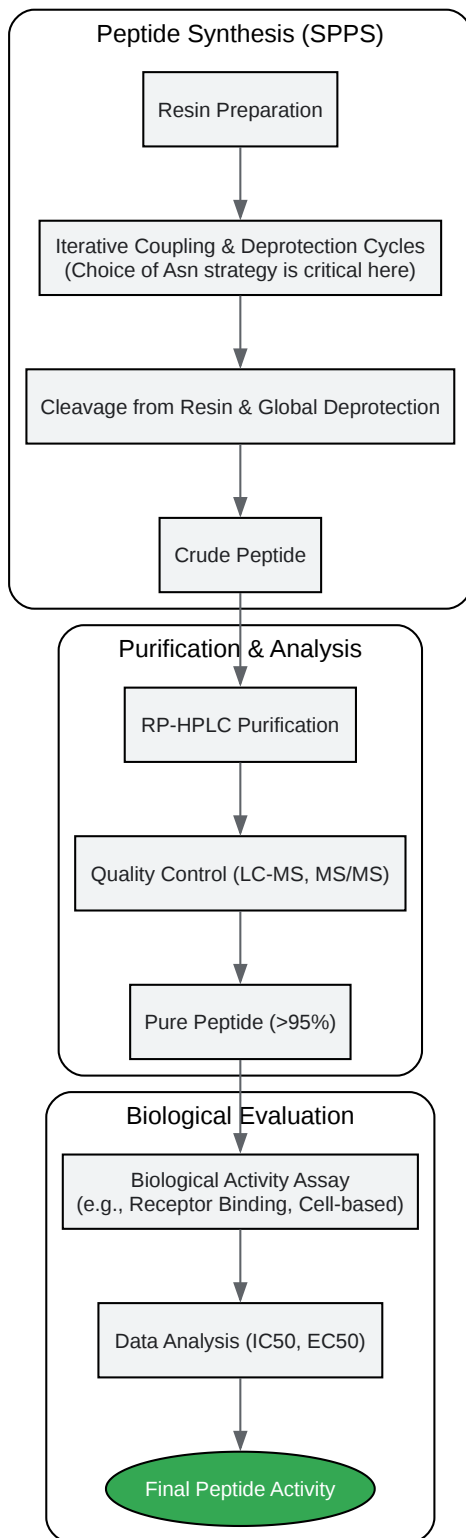 Peptide Synthesis (SPPS)
Resin Preparation
Iterative Coupling & Deprotection Cycles
(Choice of Asn strategy is critical here)
Cleavage from Resin & Global Deprotection
Crude Peptide
Purification & Analysis
RP-HPLC Purification
Quality Control (LC-MS, MS/MS)
Pure Peptide (>95%)
Biological Evaluation
Biological Activity Assay
(e.g., Receptor Binding, Cell-based)
Data Analysis (IC50, EC50)
Final Peptide Activity